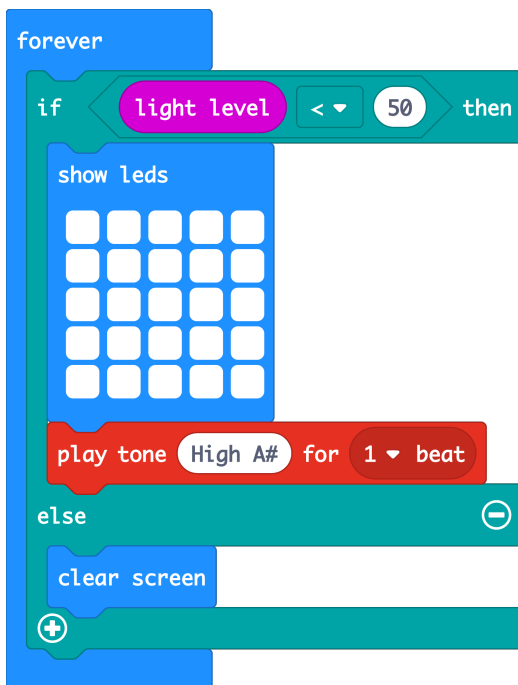 forever
if light level < 50 then
show leds
play tone High A# for 1 beat
else
clear screen